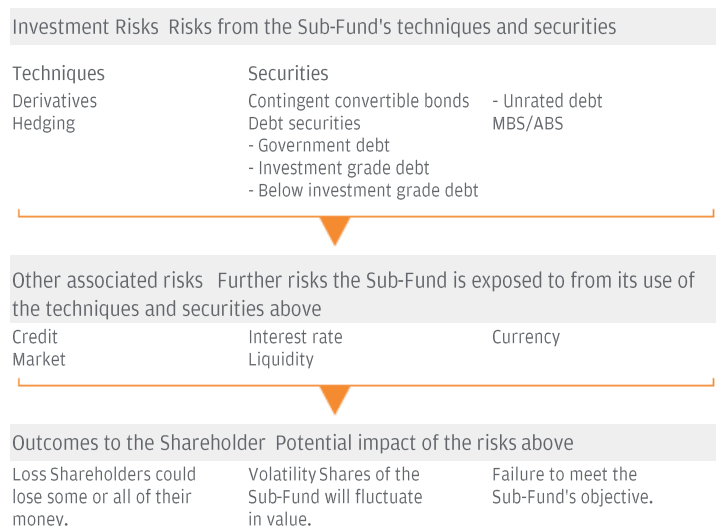 Investment Risks Risks from the Sub-Fund's techniques and securities
Techniques
Derivatives
Hedging
Securities
Contingent convertible bonds
Debt securities
- Government debt
- Investment grade debt
- Below investment grade debt
- Unrated debt
MBS/ABS
Other associated risks Further risks the Sub-Fund is exposed to from its use of
the techniques and securities above
Credit
Market
Interest rate
Liquidity
Currency
Outcomes to the Shareholder Potential impact of the risks above
Loss Shareholders could
lose some or all of their
money.
Volatility Shares of the
Sub-Fund will fluctuate
in value.
Failure to meet the
Sub-Fund's objective.